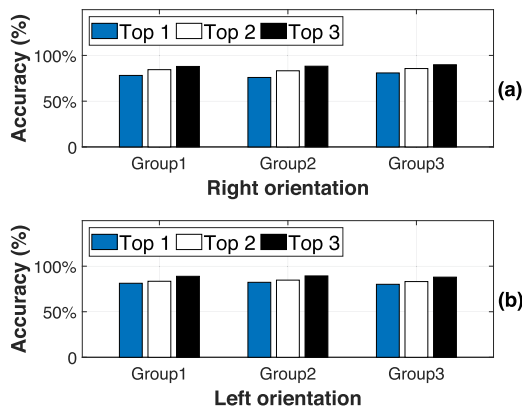 Top 1 Top 2 Top 3
Accuracy (%)
100%
50%
0
Group1 Group2 Group3
Right orientation
(a)
Top 1 Top 2 Top 3
Accuracy (%)
100%
50%
0
Group1 Group2 Group3
Left orientation
(b)